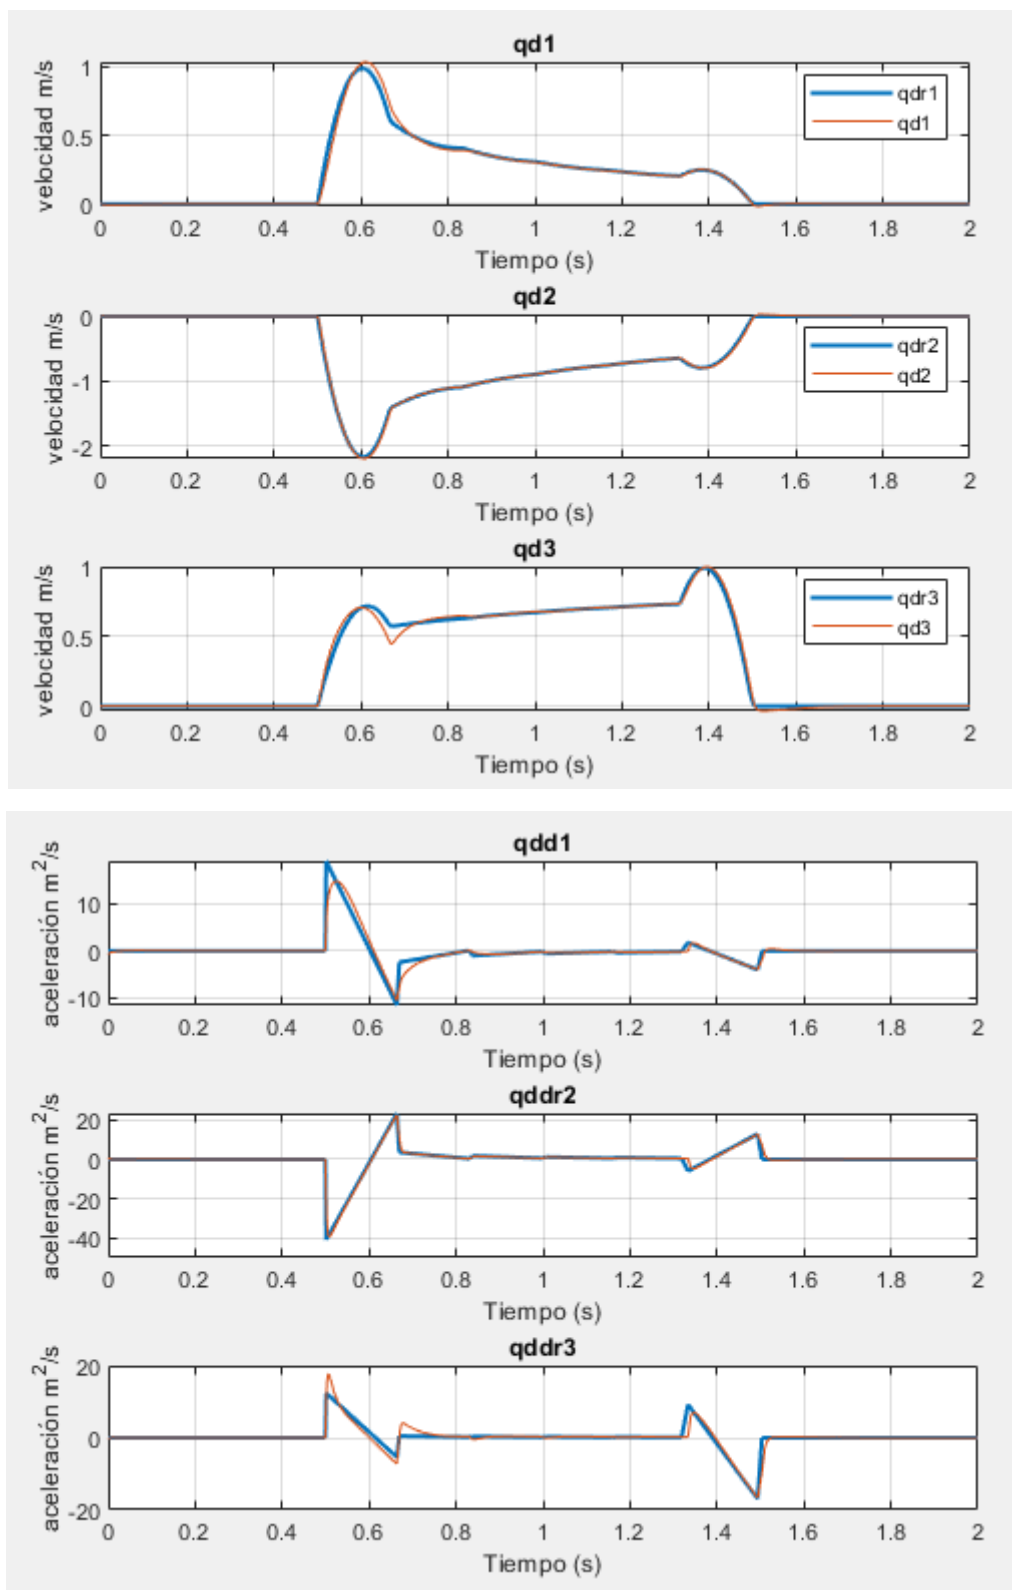 qd1
velocidad m/s
1
0.5
0
qdr1
qd1
0 0.2 0.4 0.6 0.8 1 1.2 1.4 1.6 1.8 2
Tiempo (s)
qd2
velocidad m/s
0
-1
-2
qdr2
qd2
0 0.2 0.4 0.6 0.8 1 1.2 1.4 1.6 1.8 2
Tiempo (s)
qd3
velocidad m/s
1
0.5
0
qdr3
qd3
0 0.2 0.4 0.6 0.8 1 1.2 1.4 1.6 1.8 2
Tiempo (s)
qdd1
aceleración m²/s
10
0
-10
0 0.2 0.4 0.6 0.8 1 1.2 1.4 1.6 1.8 2
Tiempo (s)
qddr2
aceleración m²/s
20
0
-20
-40
0 0.2 0.4 0.6 0.8 1 1.2 1.4 1.6 1.8 2
Tiempo (s)
qddr3
aceleración m²/s
20
0
-20
0 0.2 0.4 0.6 0.8 1 1.2 1.4 1.6 1.8 2
Tiempo (s)